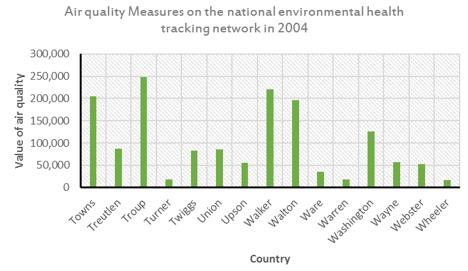 Air quality Measures on the national environmental health
tracking network in 2004
Value of air quality
300,000
250,000
200,000
150,000
100,000
50,000
0
Towns
Treutlen
Troup
Turner
Twiggs
Union
Upson
Walker
Walton
Ware
Warren
Washington
Wayne
Webster
Wheeler
Country